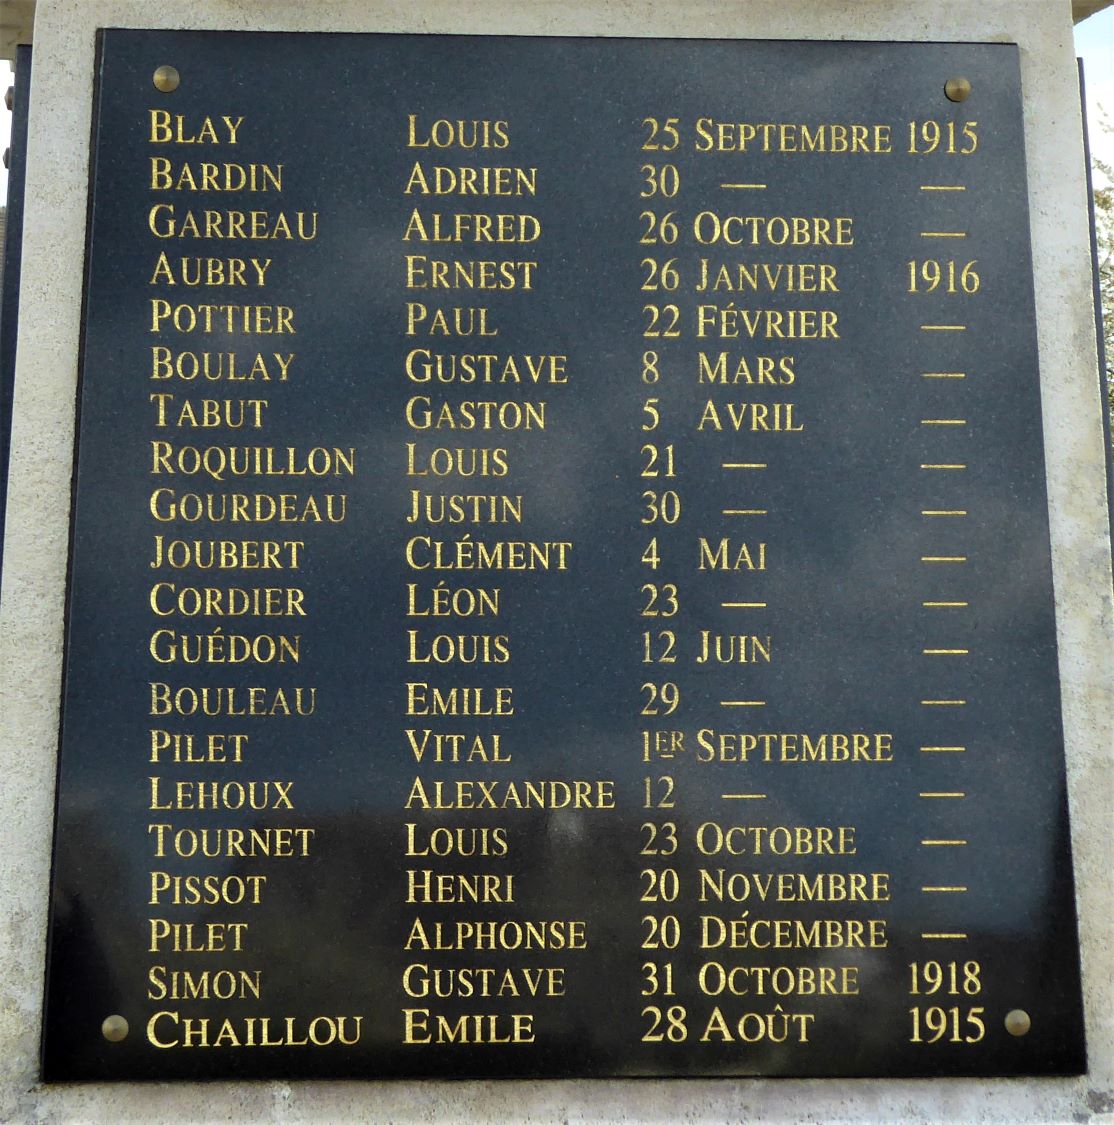 BLAY LOUIS 25 SEPTEMBRE 1915
BARDIN ADRIEN 30 — —
GARREAU ALFRED 26 OCTOBRE —
AUBRY ERNEST 26 JANVIER 1916
POTTIER PAUL 22 FÉVRIER —
BOULAY GUSTAVE 8 MARS —
TABUT GASTON 5 AVRIL —
ROQUILLON LOUIS 21 — —
GOURDEAU JUSTIN 30 — —
JOUBERT CLÉMENT 4 MAI —
CORDIER LÉON 23 — —
GUÉDON LOUIS 12 JUIN —
BOULEAU EMILE 29 — —
PILET VITAL 1ER SEPTEMBRE —
LEHOUX ALEXANDRE 12 — —
TOURNET LOUIS 23 OCTOBRE —
PISSOT HENRI 20 NOVEMBRE —
PILET ALPHONSE 20 DÉCEMBRE —
SIMON GUSTAVE 31 OCTOBRE 1918
CHAILLOU EMILE 28 AOÛT 1915